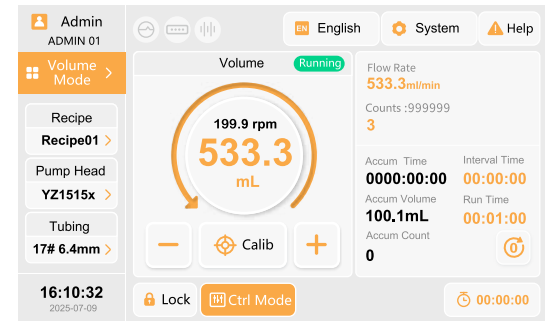 Admin
ADMIN 01
Volume
Mode
Recipe
Recipe01
Pump Head
YZ1515x
Tubing
17# 6.4mm
16:10:32
2025-07-09
EN English
System
Help
Volume
Running
199.9 rpm
533.3
mL
Calib
Lock
Ctrl Mode
Flow Rate
533.3ml/min
Counts :999999
3
Accum Time
0000:00:00
Interval Time
00:00:00
Accum Volume
100.1mL
Run Time
00:01:00
Accum Count
0
0
00:00:00